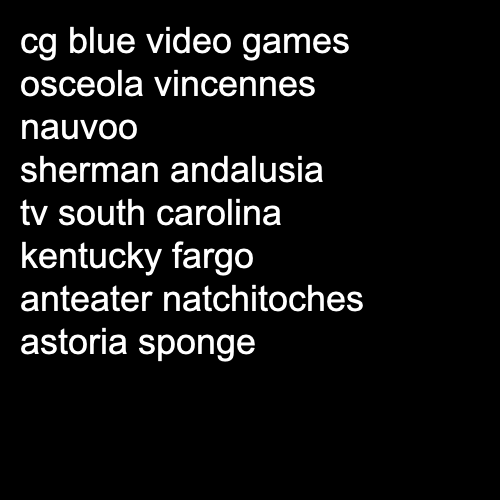 cg blue video games
osceola vincennes
nauvoo
sherman andalusia
tv south carolina
kentucky fargo
anteater natchitoches
astoria sponge